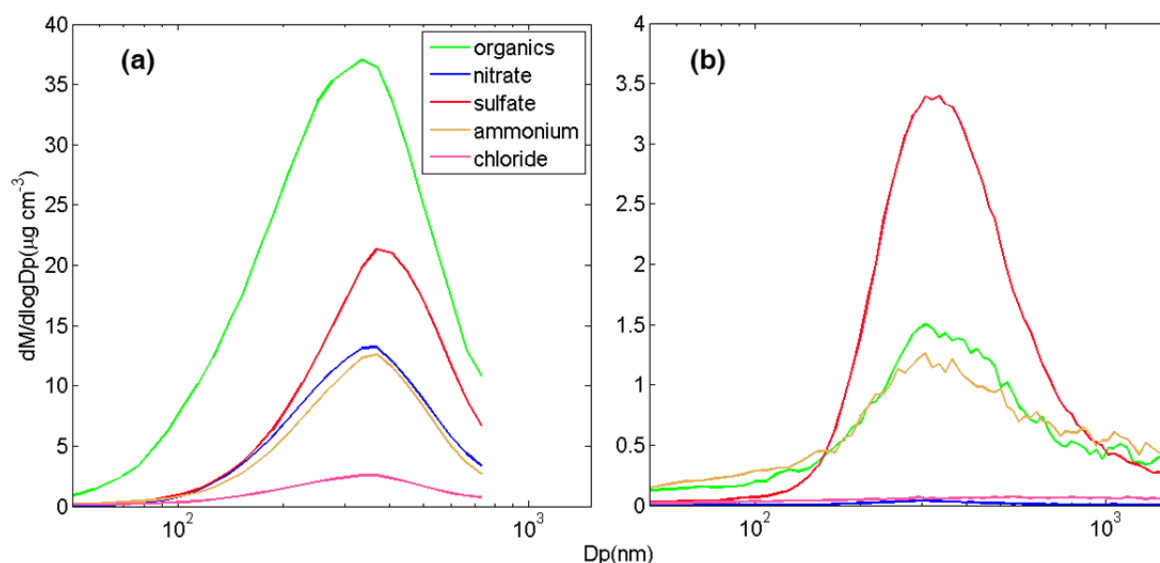 40
35
30
25
20
15
10
5
0
dM/dlogDp(μg cm-3)
(a)
organics
nitrate
sulfate
ammonium
chloride
10²
10³
4
3.5
3
2.5
2
1.5
1
0.5
0
(b)
10²
10³
Dp(nm)